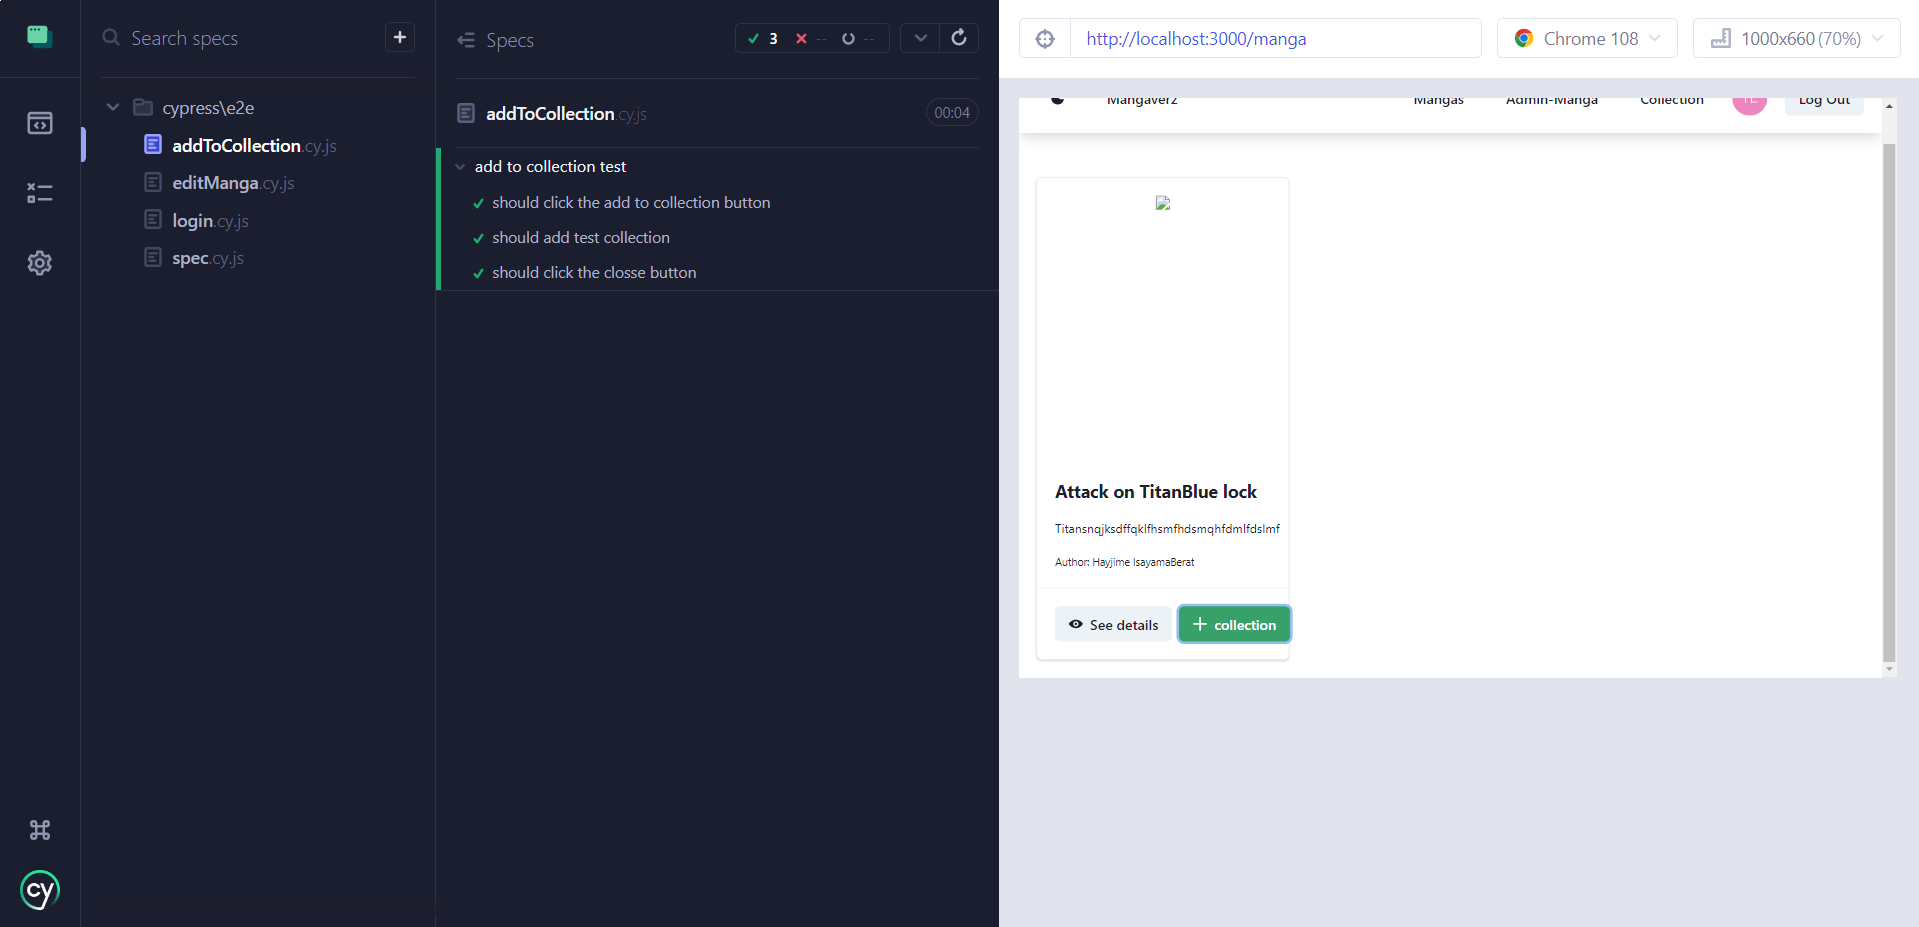 Search specs
+
cypress\e2e
addToCollection.cy.js
editManga.cy.js
login.cy.js
spec.cy.js
cy
Specs
3 -- --
addToCollection.cy.js 00:04
add to collection test
should click the add to collection button
should add test collection
should click the closse button
http://localhost:3000/manga
Chrome 108
1000x660 (70%)
Mangaverz Mangas Admin-Manga Collection TE Log Out
Attack on TitanBlue lock
Titansnqjksdffqklfhsmfhdsmqhfdmlfdslmf
Author: Hayjime IsayamaBerat
See details
+ collection